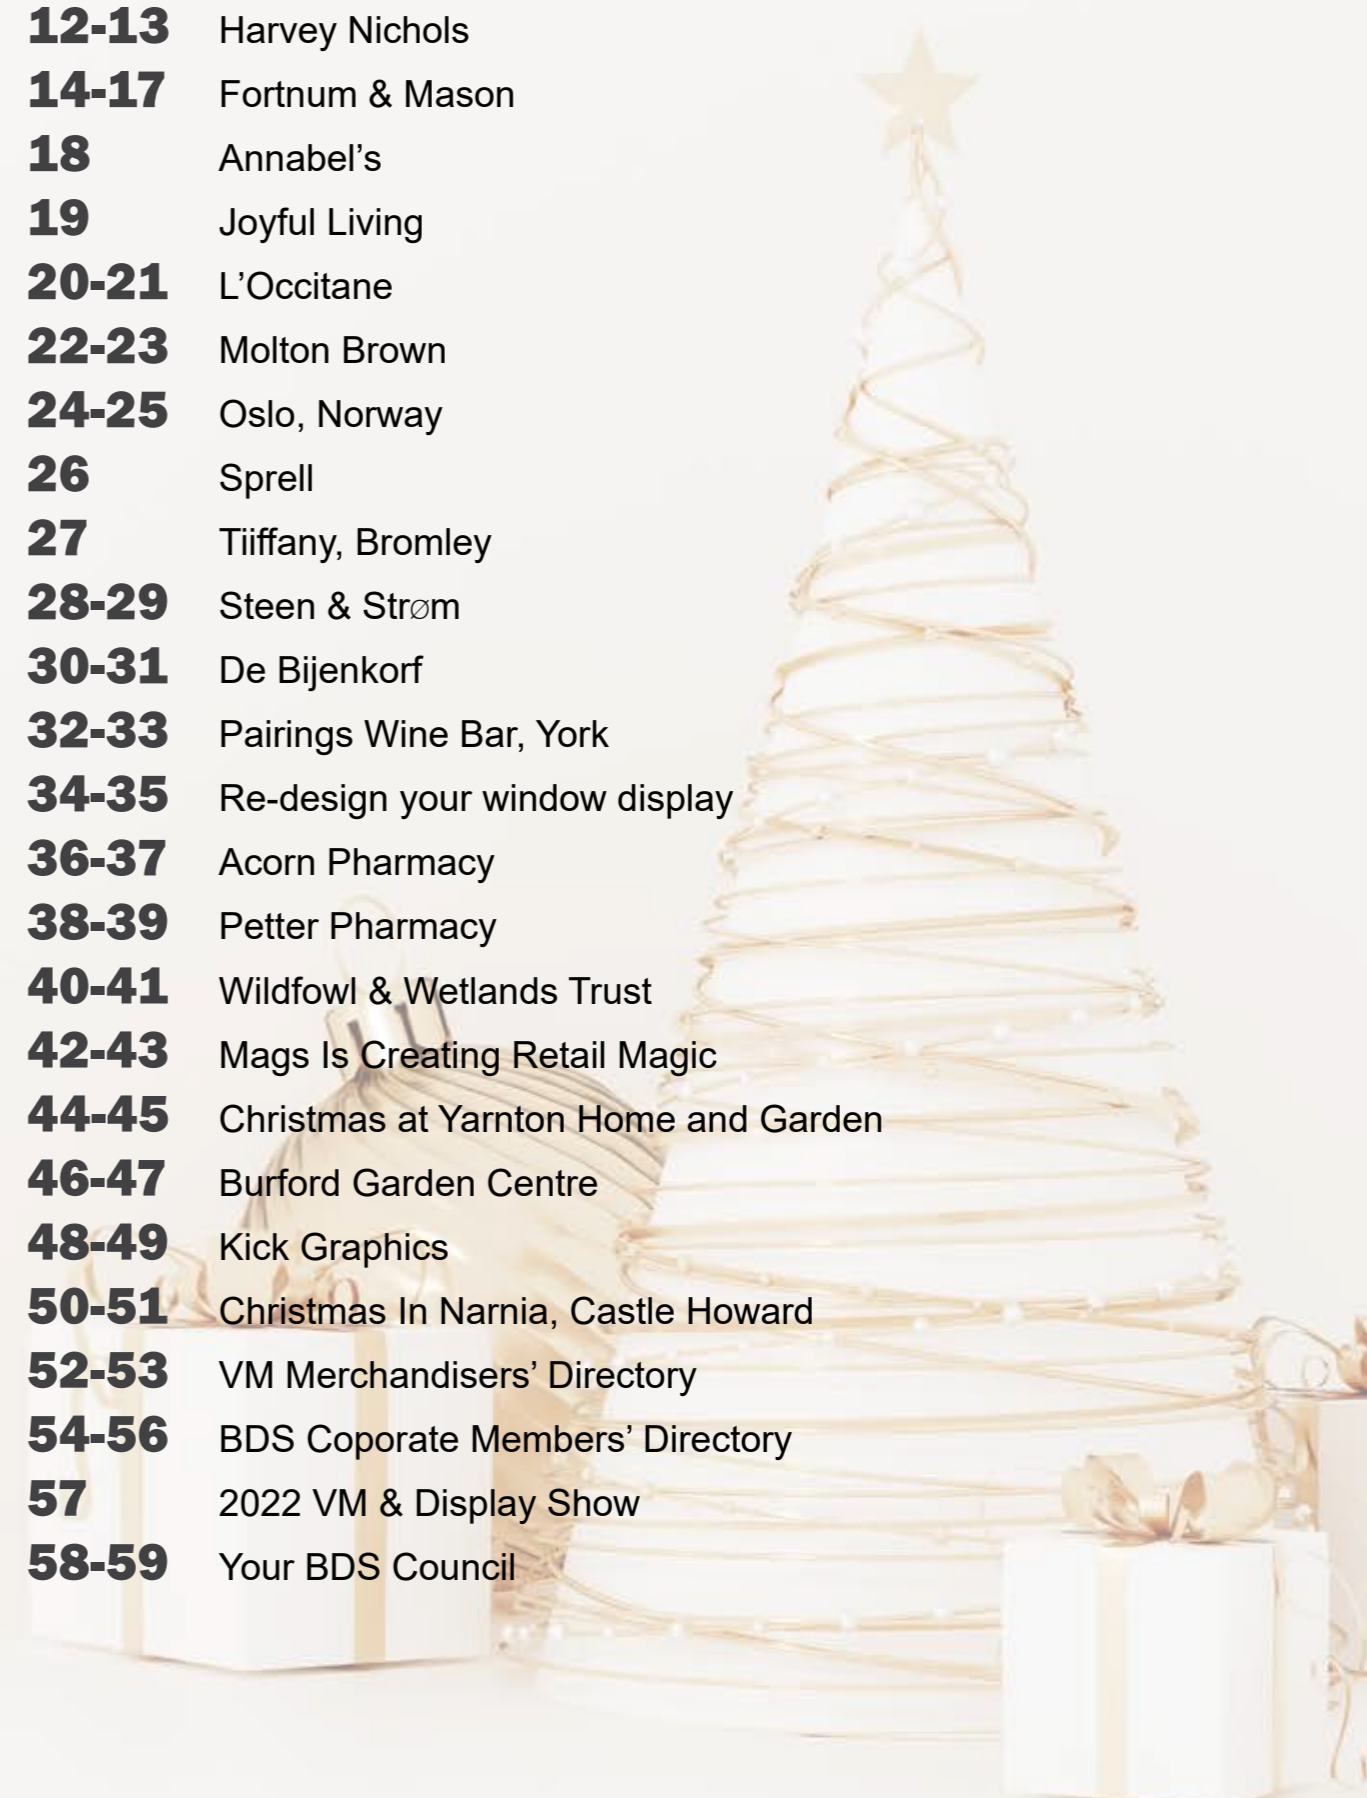 12-13 Harvey Nichols
14-17 Fortnum & Mason
18 Annabel’s
19 Joyful Living
20-21 L’Occitane
22-23 Molton Brown
24-25 Oslo, Norway
26 Sprell
27 Tiiffany, Bromley
28-29 Steen & Strøm
30-31 De Bijenkorf
32-33 Pairings Wine Bar, York
34-35 Re-design your window display
36-37 Acorn Pharmacy
38-39 Petter Pharmacy
40-41 Wildfowl & Wetlands Trust
42-43 Mags Is Creating Retail Magic
44-45 Christmas at Yarnton Home and Garden
46-47 Burford Garden Centre
48-49 Kick Graphics
50-51 Christmas In Narnia, Castle Howard
52-53 VM Merchandisers’ Directory
54-56 BDS Coporate Members’ Directory
57 2022 VM & Display Show
58-59 Your BDS Council